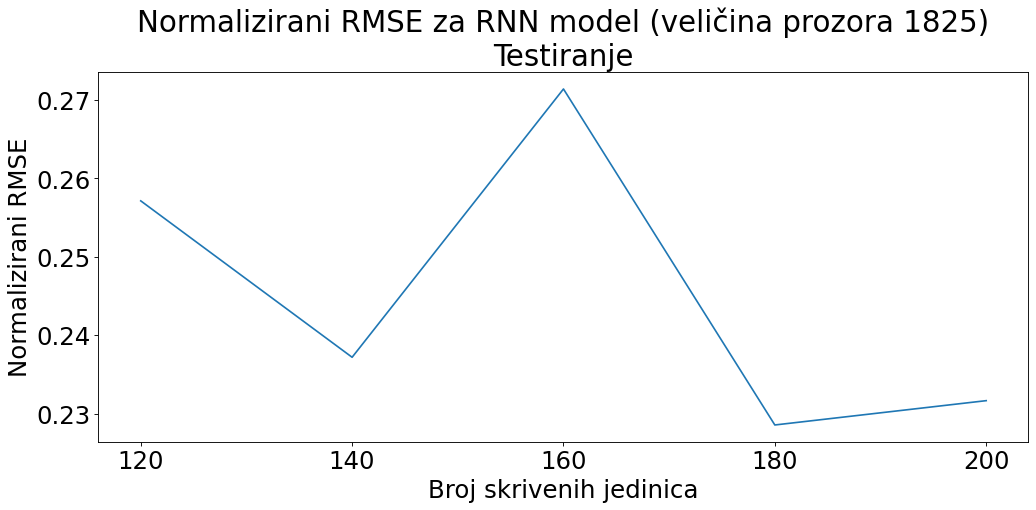 Normalizirani RMSE za RNN model (veličina prozora 1825)
Testiranje
Normalizirani RMSE
0.27
0.26
0.25
0.24
0.23
120 140 160 180 200
Broj skrivenih jedinica